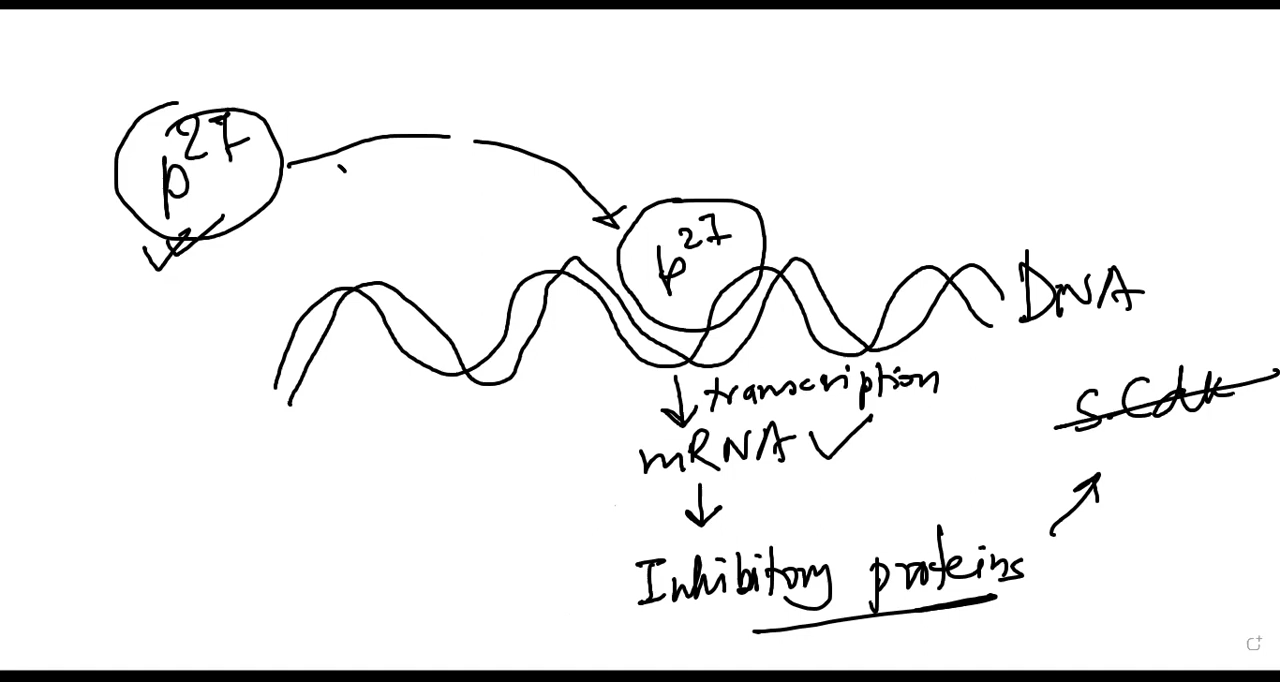 p27
p27
DNA
transcription
mRNA
S.Cdk
Inhibitory proteins